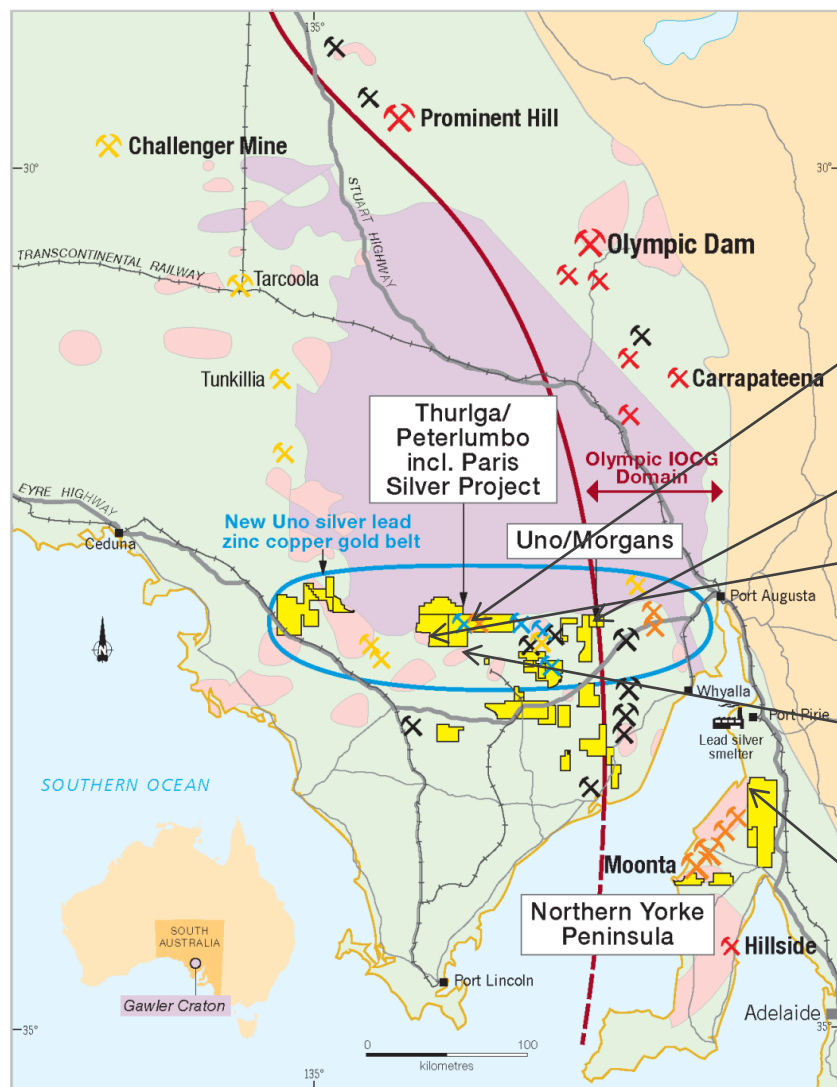 135°
Prominent Hill
Challenger Mine
30°
30°
STUART HIGHWAY
Olympic Dam
TRANSCONTINENTAL RAILWAY
Tarcoola
Tunkillia
Carrapateena
Thurlga/
Peterlumbo
incl. Paris
Silver Project
Olympic IOCG
Domain
EYRE HIGHWAY
New Uno silver lead
zinc copper gold belt
Uno/Morgans
Ceduna
Port Augusta
N
Whyalla
Port Pirie
Lead silver
smelter
SOUTHERN OCEAN
Moonta
Northern Yorke
Peninsula
Hillside
SOUTH
AUSTRALIA
Port Lincoln
Gawler Craton
Adelaide
35°
35°
0
100
kilometres
135°